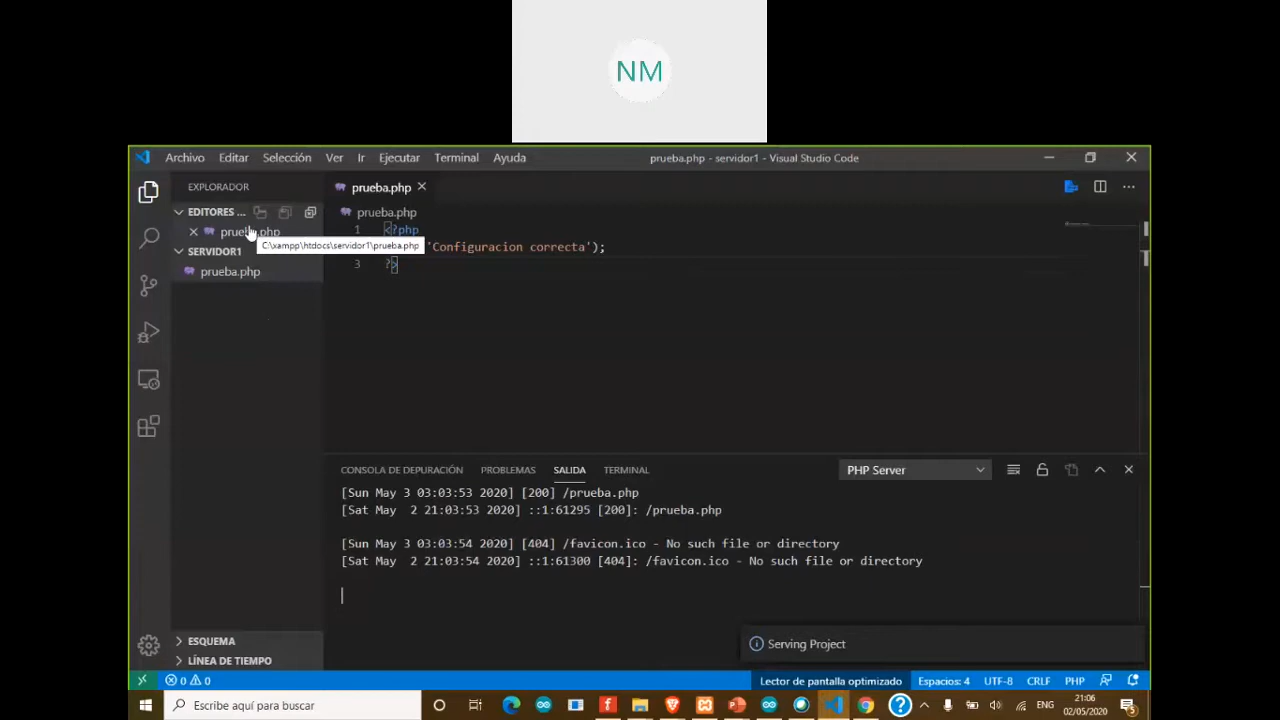 NM
Archivo Editar Selección Ver Ir Ejecutar Terminal Ayuda prueba.php - servidor1 - Visual Studio Code
EXPLORADOR
EDITORES ...
prueba.php
C:\xampp\htdocs\servidor1\prueba.php
SERVIDOR1
prueba.php
prueba.php
prueba.php
1 <?php
'Configuracion correcta');
3 ?>
CONSOLA DE DEPURACIÓN PROBLEMAS SALIDA TERMINAL PHP Server
[Sun May 3 03:03:53 2020] [200] /prueba.php
[Sat May 2 21:03:53 2020] ::1:61295 [200]: /prueba.php
[Sun May 3 03:03:54 2020] [404] /favicon.ico - No such file or directory
[Sat May 2 21:03:54 2020] ::1:61300 [404]: /favicon.ico - No such file or directory
Serving Project
ESQUEMA
LÍNEA DE TIEMPO
0 0 Lector de pantalla optimizado Espacios: 4 UTF-8 CRLF PHP
Escribe aquí para buscar
ENG
21:06
02/05/2020
5